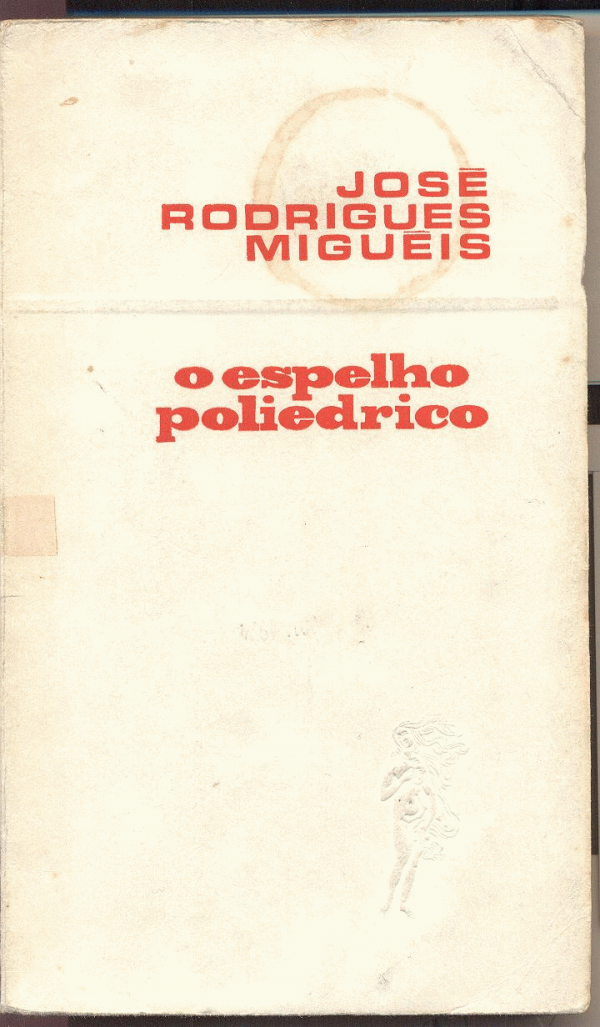 JOSÉ
RODRIGUES
MIGUÉIS
o espelho
poliedrico